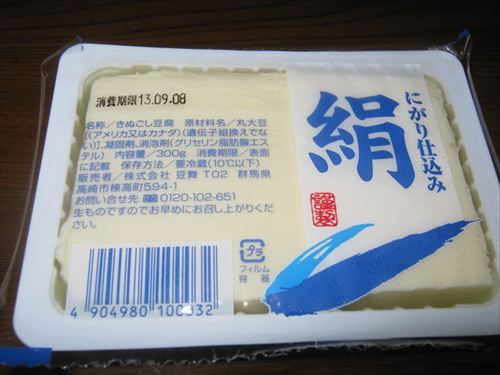 消費期限13.09.08
名称／きぬごし豆腐 原材料名／丸大豆
[(アメリカ又はカナダ)(遺伝子組換えでな
い)]、凝固剤、消泡剤(グリセリン脂肪酸エス
テル) 内容量／300g 消費期限／表面
に記載 保存方法／要冷蔵(10℃以下)
販売者／株式会社 豆舞 T02 群馬県
高崎市棟高町594-1
お問い合せ先 0120-102-651
生ものですのでお早めにお召し上がりくださ
い。
4 904980 100332
プラ
フィルム
容器
絹
にがり仕込み
謹製